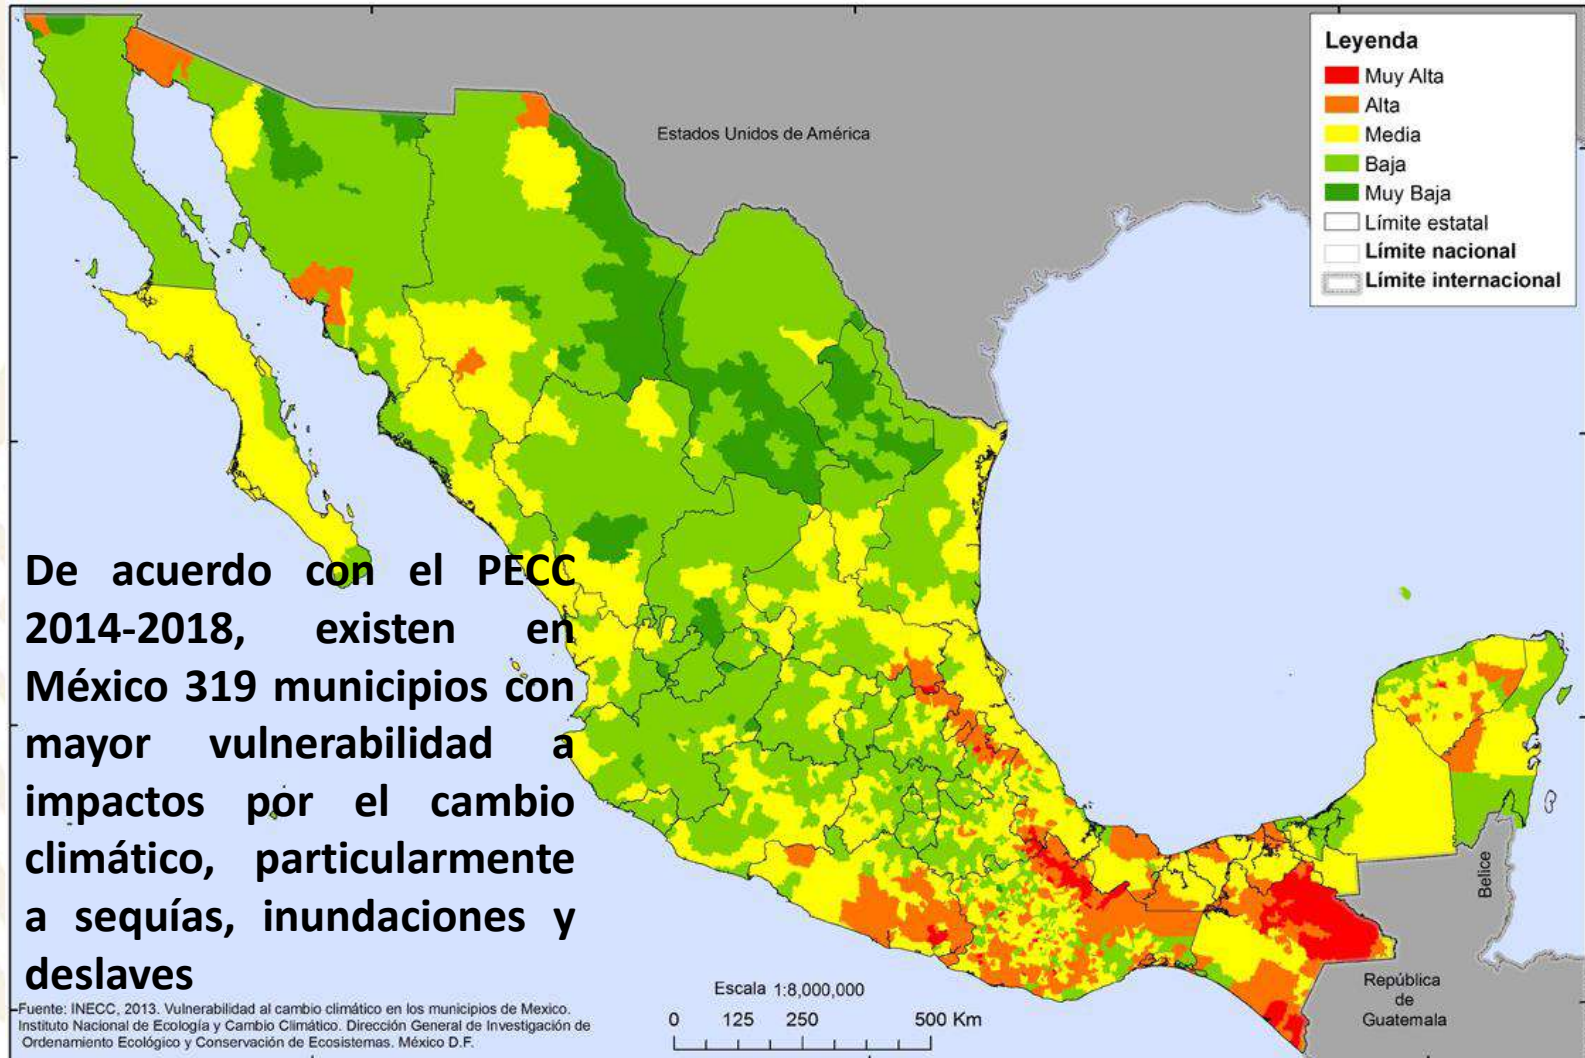 Leyenda
Muy Alta
Alta
Media
Baja
Muy Baja
Límite estatal
Límite nacional
Límite internacional
Estados Unidos de América
De acuerdo con el PECC
2014-2018, existen en
México 319 municipios con
mayor vulnerabilidad a
impactos por el cambio
climático, particularmente
a sequías, inundaciones y
deslaves
Belice
República
de
Guatemala
Escala 1:8,000,000
0 125 250 500 Km
Fuente: INECC, 2013. Vulnerabilidad al cambio climático en los municipios de Mexico.
Instituto Nacional de Ecología y Cambio Climático. Dirección General de Investigación de
Ordenamiento Ecológico y Conservación de Ecosistemas. México D.F.